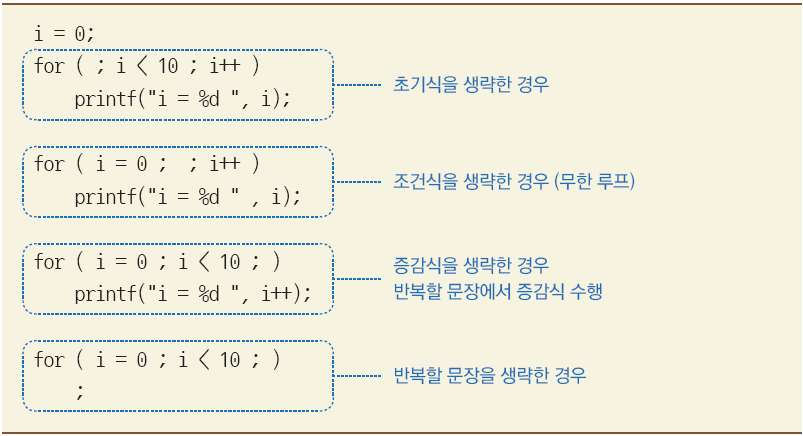 i = 0;
for ( ; i < 10 ; i++ )
printf("i = %d ", i);
초기식을 생략한 경우
for ( i = 0 ;  ; i++ )
printf("i = %d " , i);
조건식을 생략한 경우 (무한 루프)
for ( i = 0 ; i < 10 ; )
printf("i = %d ", i++);
증감식을 생략한 경우
반복할 문장에서 증감식 수행
for ( i = 0 ; i < 10 ; )
;
반복할 문장을 생략한 경우